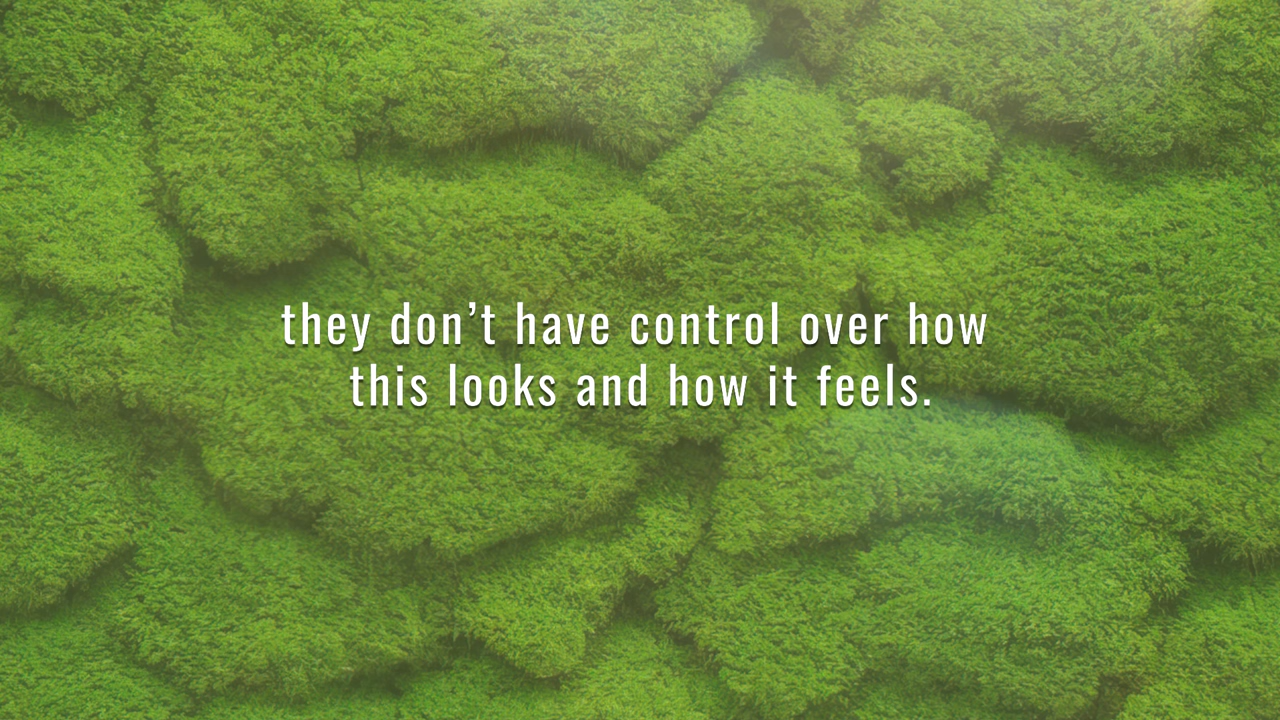 they don’t have control over how
this looks and how it feels.